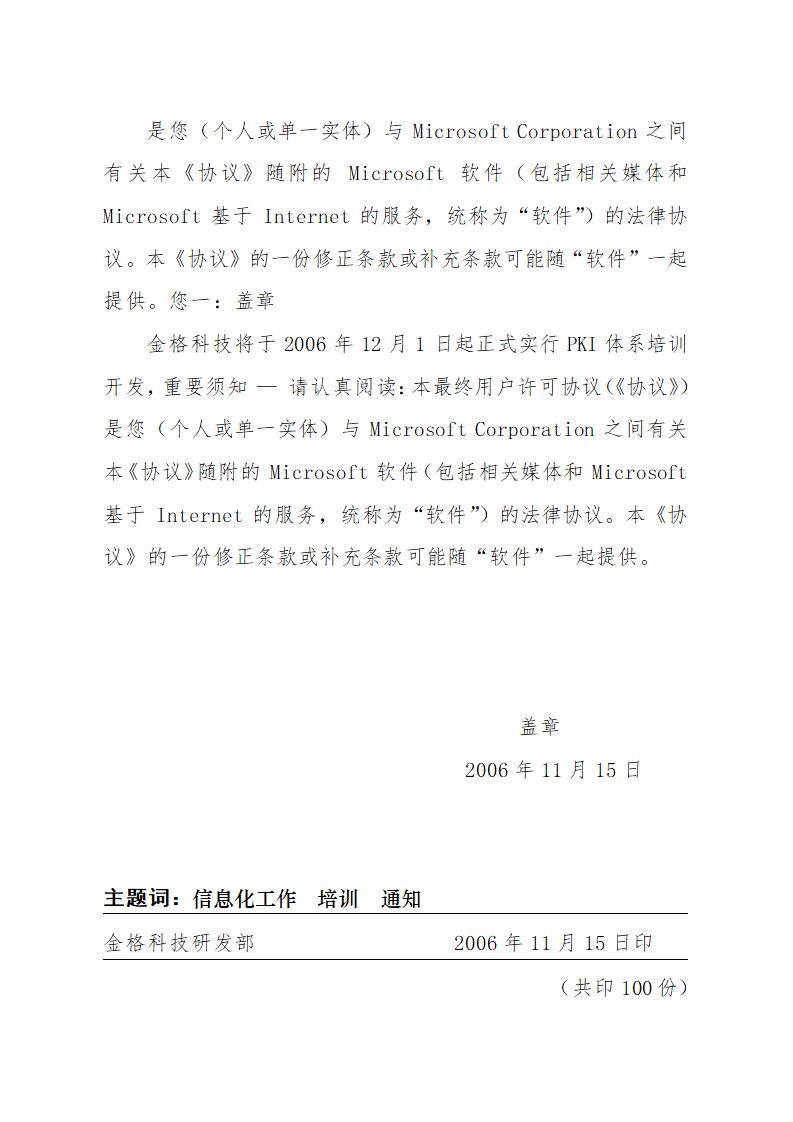 是您（个人或单一实体）与 Microsoft Corporation 之间
有关本《协议》随附的 Microsoft 软件（包括相关媒体和
Microsoft 基于 Internet 的服务，统称为“软件”）的法律协
议。本《协议》的一份修正条款或补充条款可能随“软件”一起
提供。您一：盖章
金格科技将于 2006 年 12 月 1 日起正式实行 PKI 体系培训
开发，重要须知 — 请认真阅读：本最终用户许可协议（《协议》）
是您（个人或单一实体）与 Microsoft Corporation 之间有关
本《协议》随附的 Microsoft 软件（包括相关媒体和 Microsoft
基于 Internet 的服务，统称为“软件”）的法律协议。本《协
议》的一份修正条款或补充条款可能随“软件”一起提供。
盖章
2006 年 11 月 15 日
主题词：信息化工作 培训 通知
金格科技研发部 2006 年 11 月 15 日印
（共印 100 份）